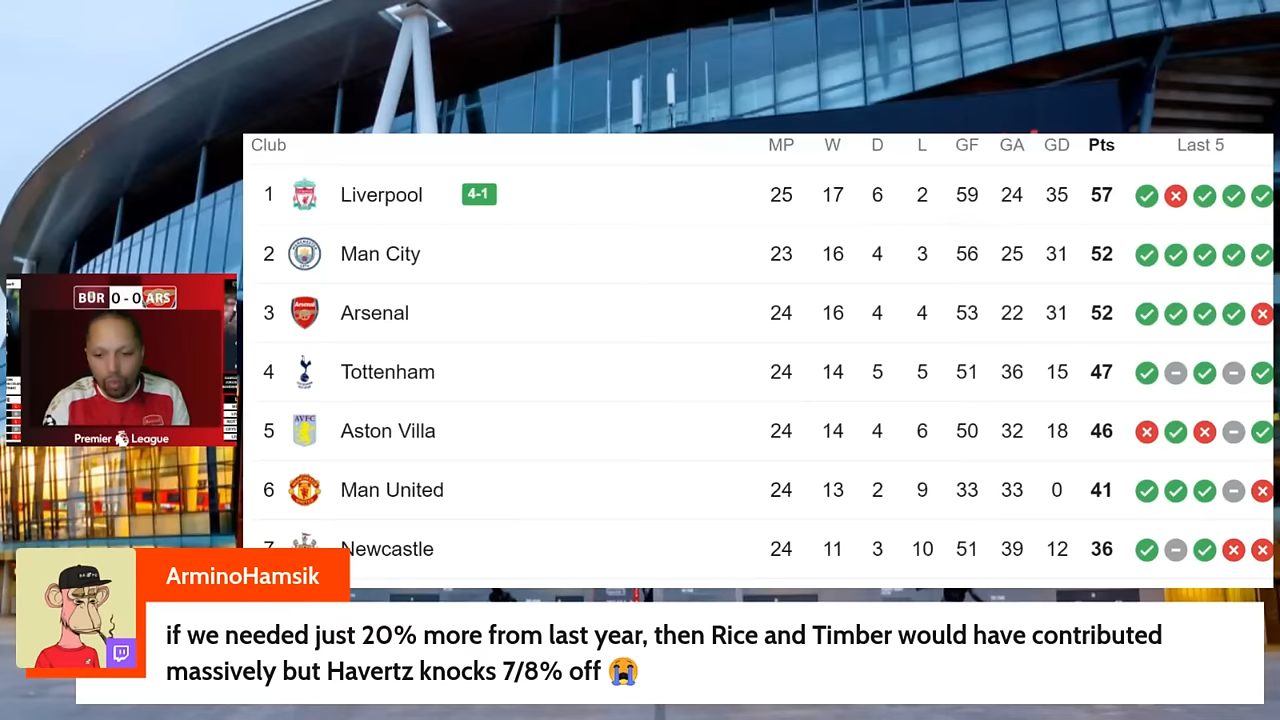 Club MP W D L GF GA GD Pts Last 5
1 Liverpool 4-1 25 17 6 2 59 24 35 57
2 Man City 23 16 4 3 56 25 31 52
3 Arsenal 24 16 4 4 53 22 31 52
4 Tottenham 24 14 5 5 51 36 15 47
AVFC
5 Aston Villa 24 14 4 6 50 32 18 46
6 Man United 24 13 2 9 33 33 0 41
7 Newcastle 24 11 3 10 51 39 12 36
BUR 0 - 0 ARS
Premier League
ArminoHamsik
if we needed just 20% more from last year, then Rice and Timber would have contributed
massively but Havertz knocks 7/8% off 😭